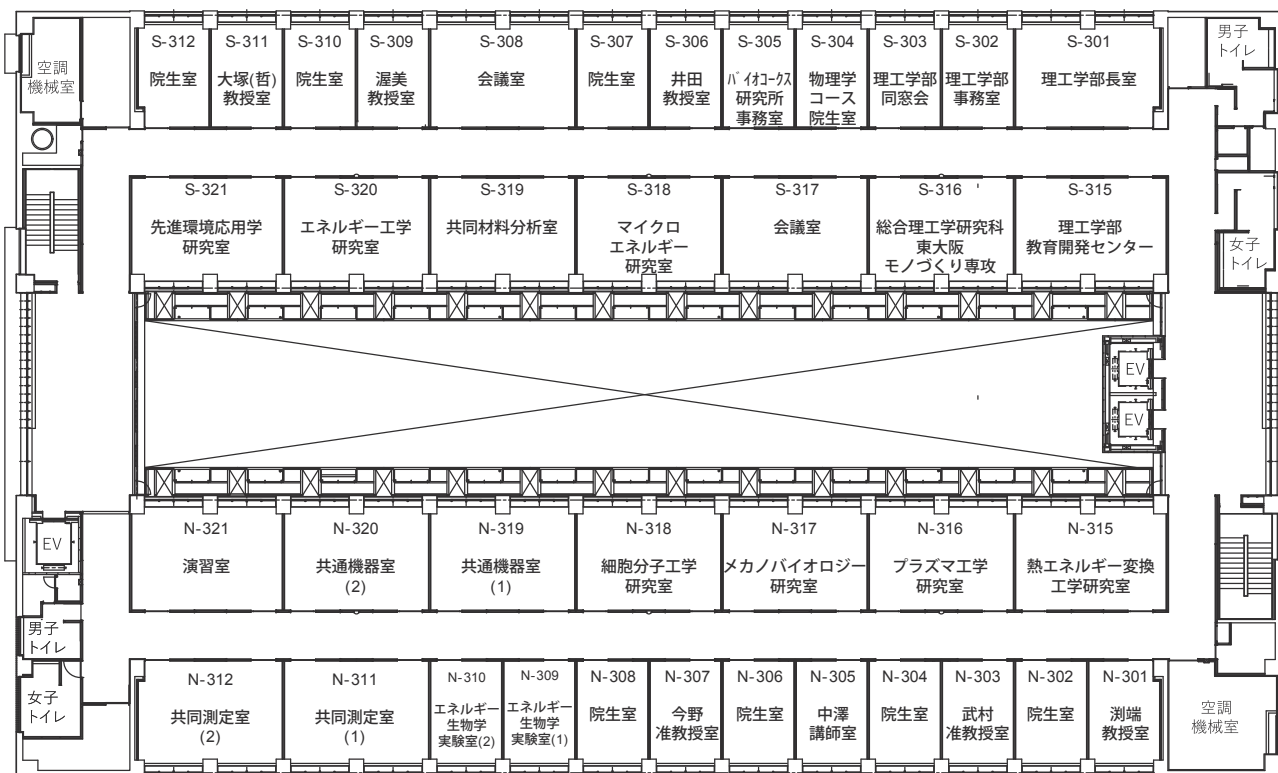 空調
機械室
S-312
院生室
S-311
大塚(哲)
教授室
S-310
院生室
S-309
渥美
教授室
S-308
会議室
S-307
院生室
S-306
井田
教授室
S-305
バイオコークス
研究所
事務室
S-304
物理学
コース
院生室
S-303
理工学部
同窓会
S-302
理工学部
事務室
S-301
理工学部長室
男子
トイレ
S-321
先進環境応用学
研究室
S-320
エネルギー工学
研究室
S-319
共同材料分析室
S-318
マイクロ
エネルギー
研究室
S-317
会議室
S-316
総合理工学研究科
東大阪
モノづくり専攻
S-315
理工学部
教育開発センター
女子
トイレ
EV
EV
EV
N-321
演習室
N-320
共通機器室
(2)
N-319
共通機器室
(1)
N-318
細胞分子工学
研究室
N-317
メカノバイオロジー
研究室
N-316
プラズマ工学
研究室
N-315
熱エネルギー変換
工学研究室
男子
トイレ
女子
トイレ
N-312
共同測定室
(2)
N-311
共同測定室
(1)
N-310
エネルギー
生物学
実験室(2)
N-309
エネルギー
生物学
実験室(1)
N-308
院生室
N-307
今野
准教授室
N-306
院生室
N-305
中澤
講師室
N-304
院生室
N-303
武村
准教授室
N-302
院生室
N-301
渕端
教授室
空調
機械室